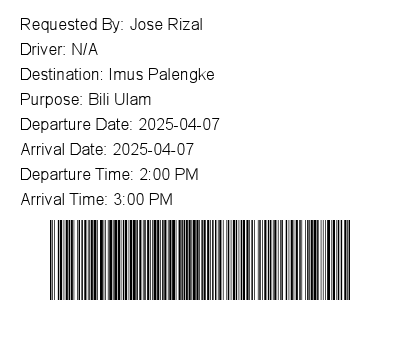 Requested By: Jose Rizal
Driver: N/A
Destination: Imus Palengke
Purpose: Bili Ulam
Departure Date: 2025-04-07
Arrival Date: 2025-04-07
Departure Time: 2:00 PM
Arrival Time: 3:00 PM